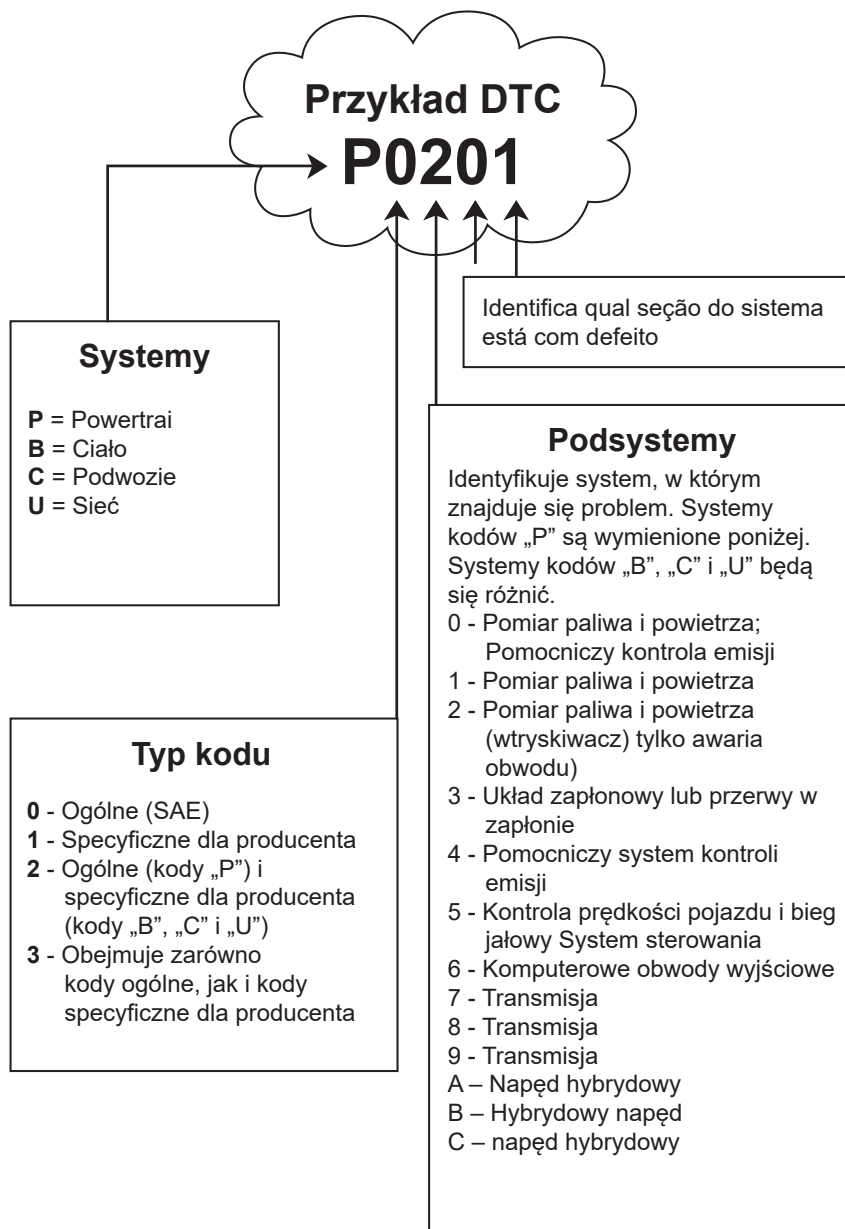 Przykład DTC
P0201
Identifica qual seção do sistema
está com defeito
Systemy
P = Powertrai
B = Ciało
C = Podwozie
U = Sieć
Typ kodu
0 - Ogólne (SAE)
1 - Specyficzne dla producenta
2 - Ogólne (kody „P”) i
specyficzne dla producenta
(kody „B”, „C” i „U”)
3 - Obejmuje zarówno
kody ogólne, jak i kody
specyficzne dla producenta
Podsystemy
Identyfikuje system, w którym
znajduje się problem. Systemy
kodów „P” są wymienione poniżej.
Systemy kodów „B”, „C” i „U” będą
się różnić.
0 - Pomiar paliwa i powietrza;
Pomocniczy kontrola emisji
1 - Pomiar paliwa i powietrza
2 - Pomiar paliwa i powietrza
(wtryskiwacz) tylko awaria
obwodu)
3 - Układ zapłonowy lub przerwy w
zapłonie
4 - Pomocniczy system kontroli
emisji
5 - Kontrola prędkości pojazdu i bieg
jałowy System sterowania
6 - Komputerowe obwody wyjściowe
7 - Transmisja
8 - Transmisja
9 - Transmisja
A – Napęd hybrydowy
B – Hybrydowy napęd
C – napęd hybrydowy